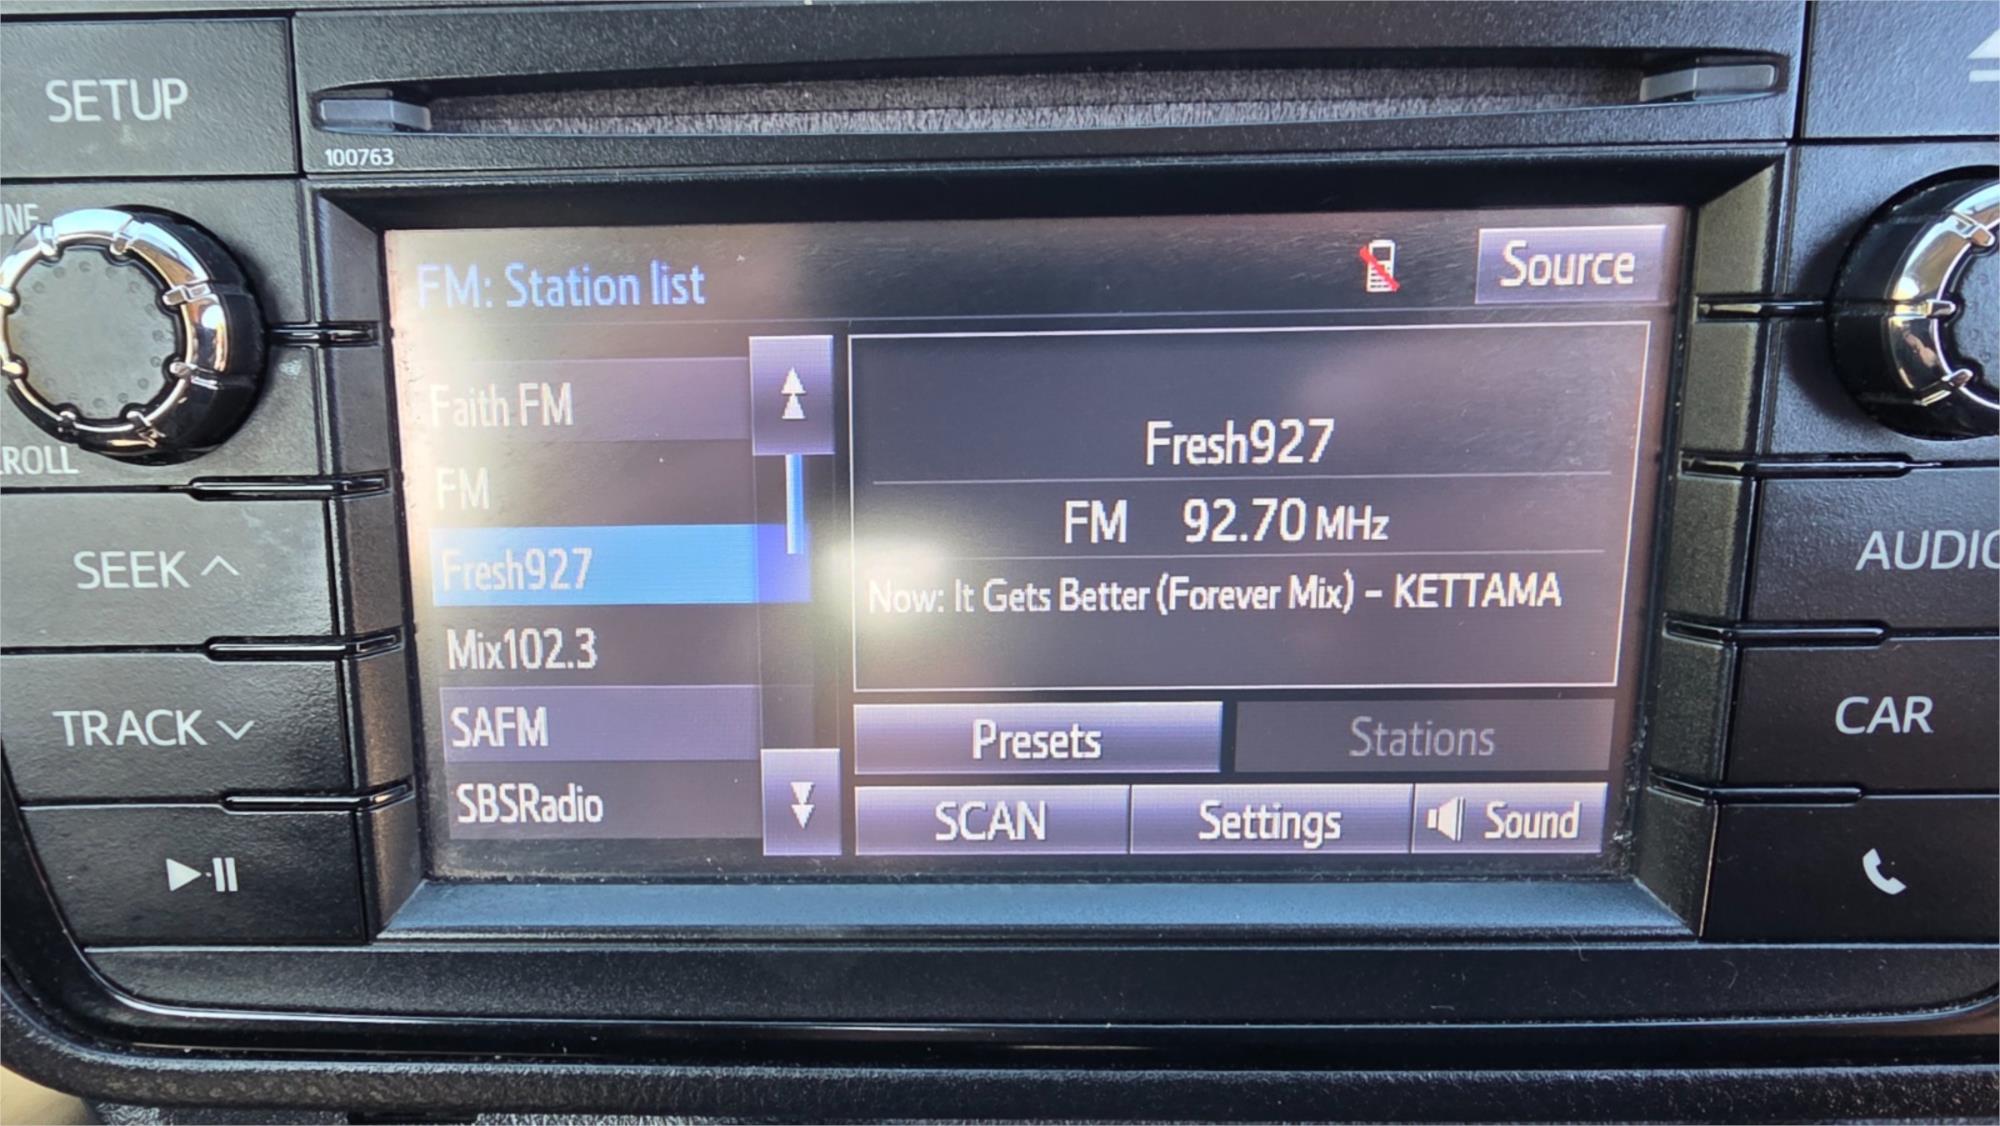 SETUP
100763
FM: Station list
Source
Faith FM
FM
Fresh927
Mix102.3
SAFM
SBSRadio
Fresh927
FM 92.70 MHz
Now: It Gets Better (Forever Mix) – KETTAMA
Presets
Stations
SCAN
Settings
Sound
SEEK
TRACK
AUDIO
CAR